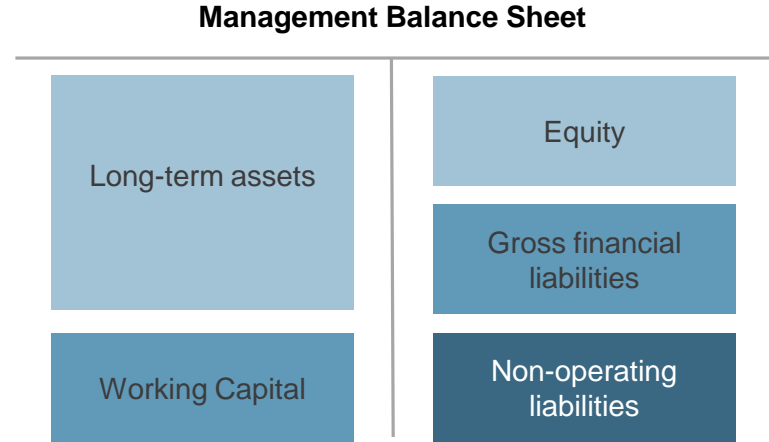 Management Balance Sheet
Long-term assets
Working Capital
Equity
Gross financial
liabilities
Non-operating
liabilities